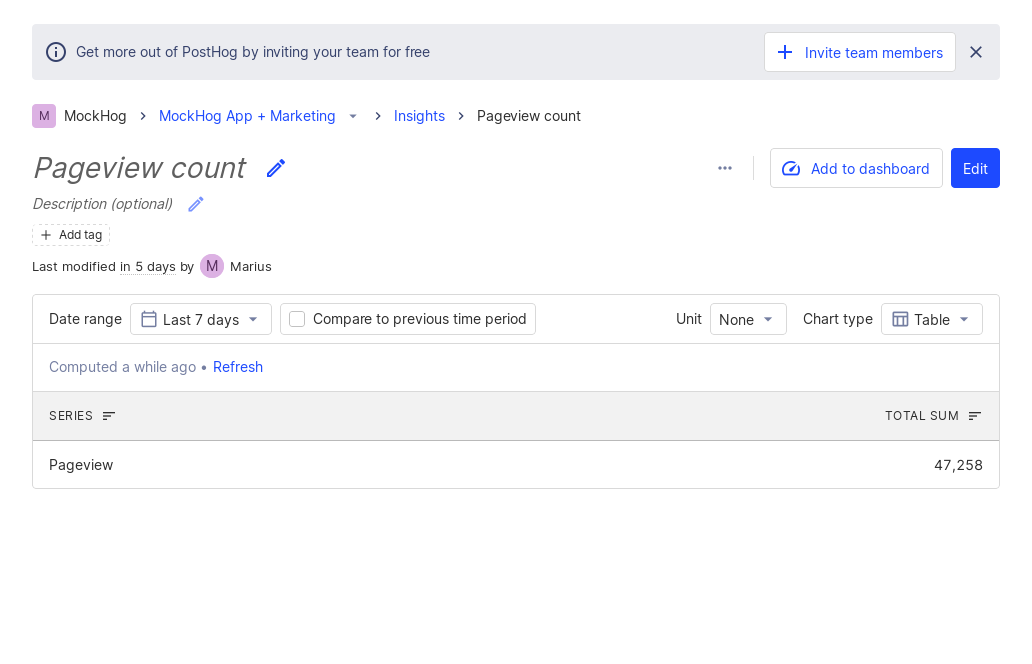 Get more out of PostHog by inviting your team for free
Invite team members
M MockHog MockHog App + Marketing Insights Pageview count
Pageview count
Add to dashboard
Edit
Description (optional)
Add tag
Last modified in 5 days by M Marius
Date range Last 7 days Compare to previous time period Unit None Chart type Table
Computed a while ago • Refresh
SERIES TOTAL SUM
Pageview 47,258